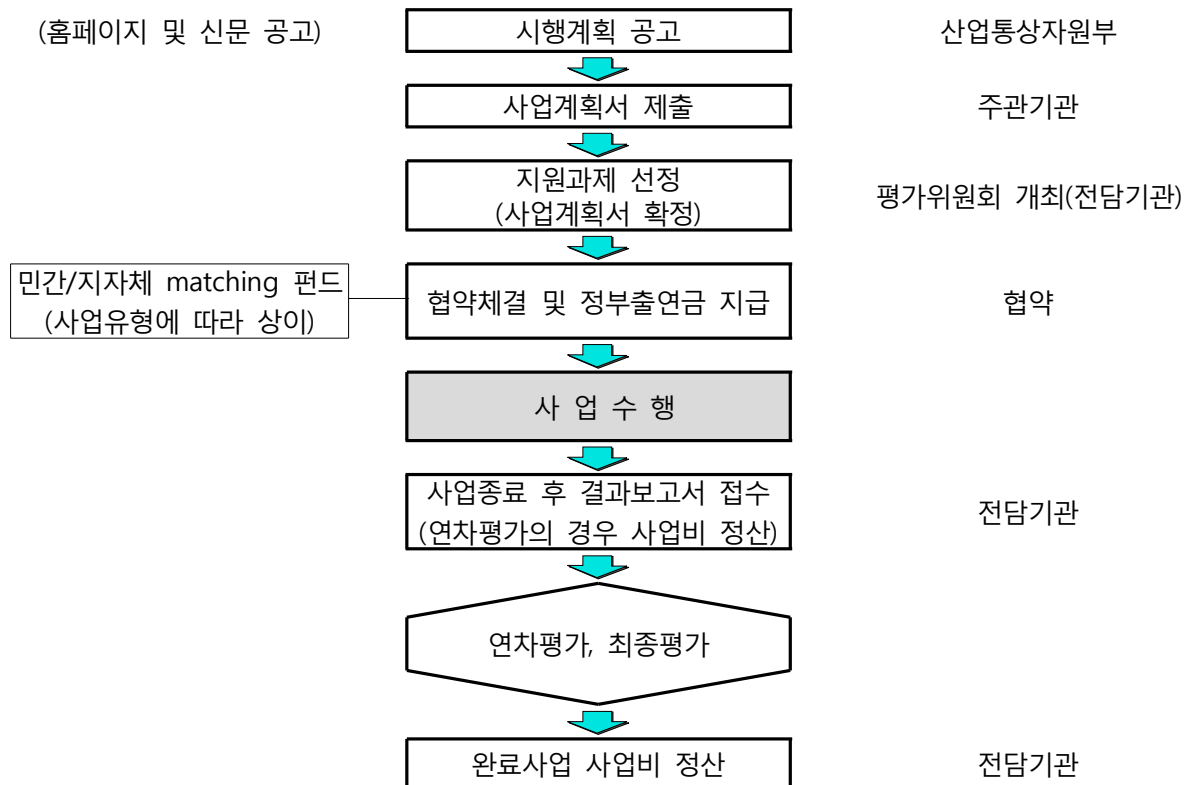 (홈페이지 및 신문 공고)
시행계획 공고
산업통상자원부
사업계획서 제출
주관기관
지원과제 선정
(사업계획서 확정)
평가위원회 개최(전담기관)
민간/지자체 matching 펀드
(사업유형에 따라 상이)
협약체결 및 정부출연금 지급
협약
사 업 수 행
사업종료 후 결과보고서 접수
(연차평가의 경우 사업비 정산)
전담기관
연차평가, 최종평가
완료사업 사업비 정산
전담기관